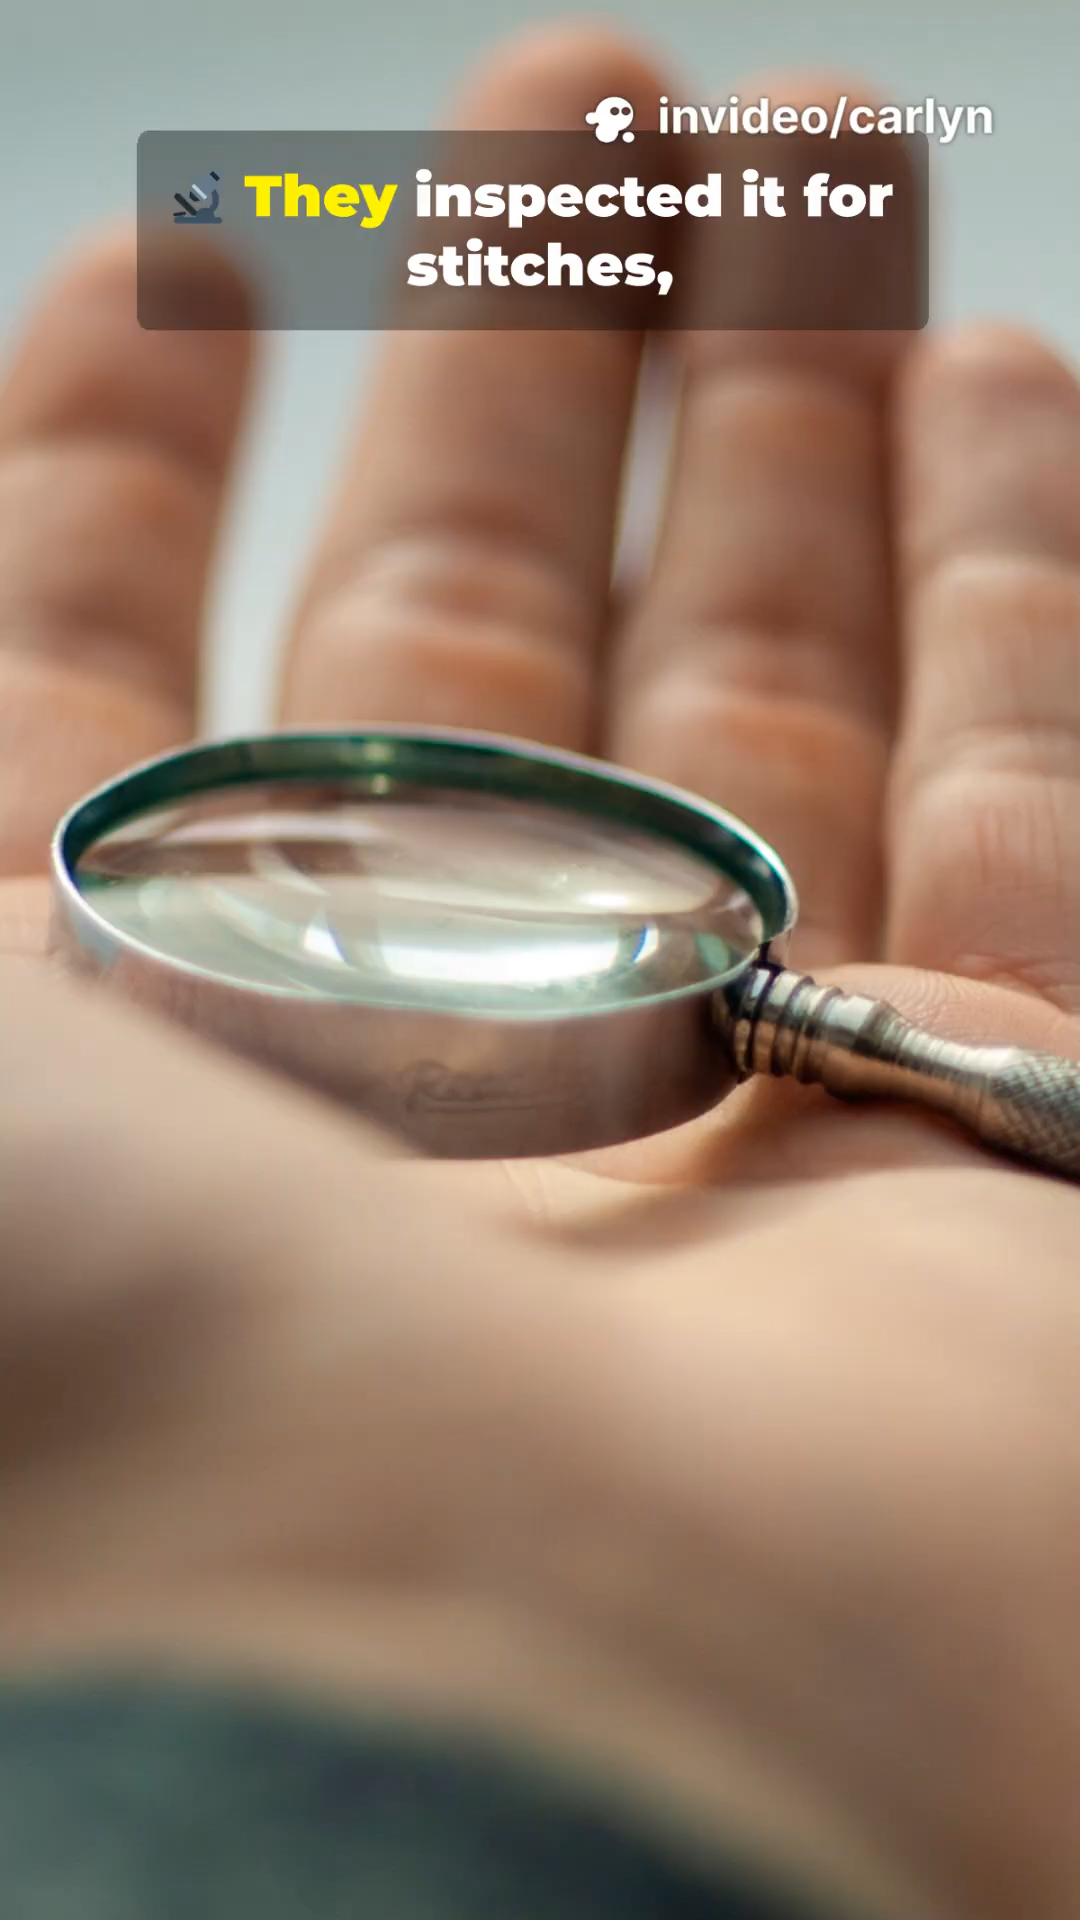 invideo/carlyn
They inspected it for
stitches,